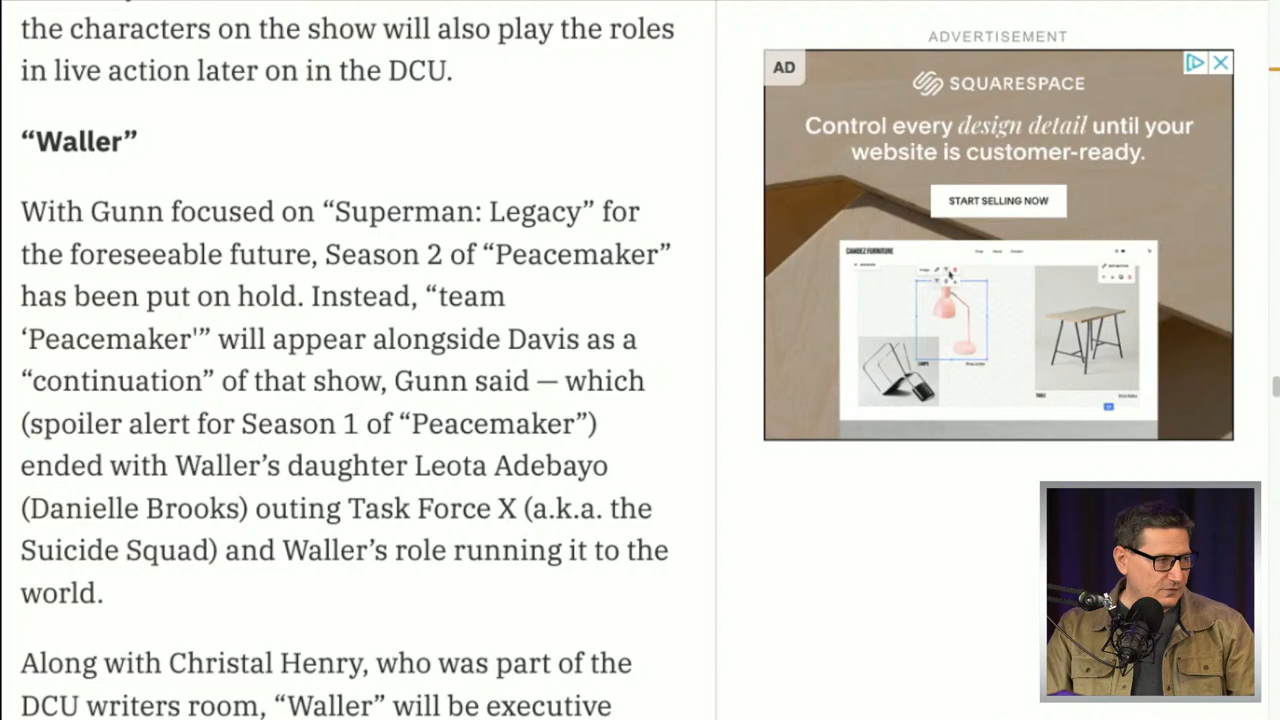 the characters on the show will also play the roles
in live action later on in the DCU.
“Waller”
With Gunn focused on “Superman: Legacy” for
the foreseeable future, Season 2 of “Peacemaker”
has been put on hold. Instead, “team
‘Peacemaker'” will appear alongside Davis as a
“continuation” of that show, Gunn said — which
(spoiler alert for Season 1 of “Peacemaker”)
ended with Waller’s daughter Leota Adebayo
(Danielle Brooks) outing Task Force X (a.k.a. the
Suicide Squad) and Waller’s role running it to the
world.
Along with Christal Henry, who was part of the
DCU writers room, “Waller” will be executive
ADVERTISEMENT
AD
SQUARESPACE
Control every design detail until your
website is customer-ready.
START SELLING NOW